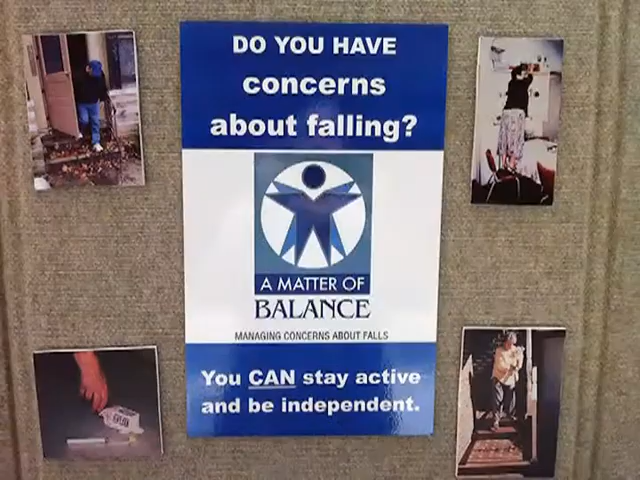 DO YOU HAVE
concerns
about falling?
A MATTER OF
BALANCE
MANAGING CONCERNS ABOUT FALLS
You CAN stay active
and be independent.